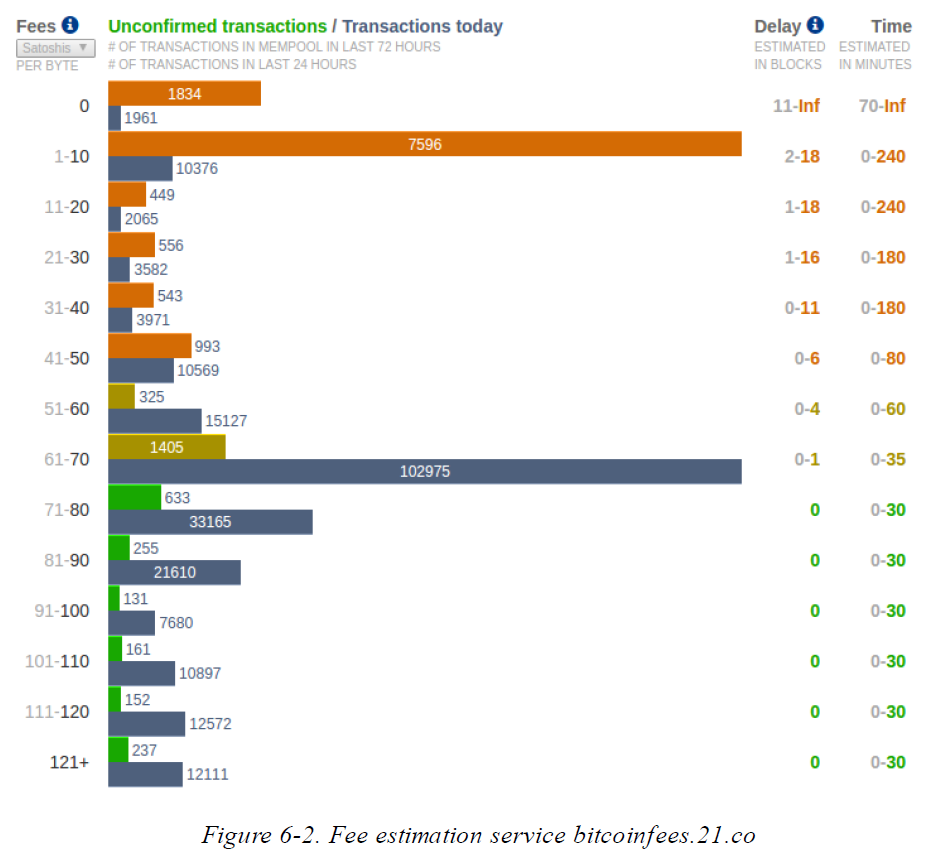 Fees i Unconfirmed transactions / Transactions today Delay i Time
Satoshis ▼ # OF TRANSACTIONS IN MEMPOOL IN LAST 72 HOURS ESTIMATED ESTIMATED
PER BYTE # OF TRANSACTIONS IN LAST 24 HOURS IN BLOCKS IN MINUTES
1834
0 11-Inf 70-Inf
1961
7596
1-10 2-18 0-240
10376
449
11-20 1-18 0-240
2065
556
21-30 1-16 0-180
3582
543
31-40 0-11 0-180
3971
993
41-50 0-6 0-80
10569
325
51-60 0-4 0-60
15127
1405
61-70 0-1 0-35
102975
633
71-80 0 0-30
33165
255
81-90 0 0-30
21610
131
91-100 0 0-30
7680
161
101-110 0 0-30
10897
152
111-120 0 0-30
12572
237
121+ 0 0-30
12111
Figure 6-2. Fee estimation service bitcoinfees.21.co